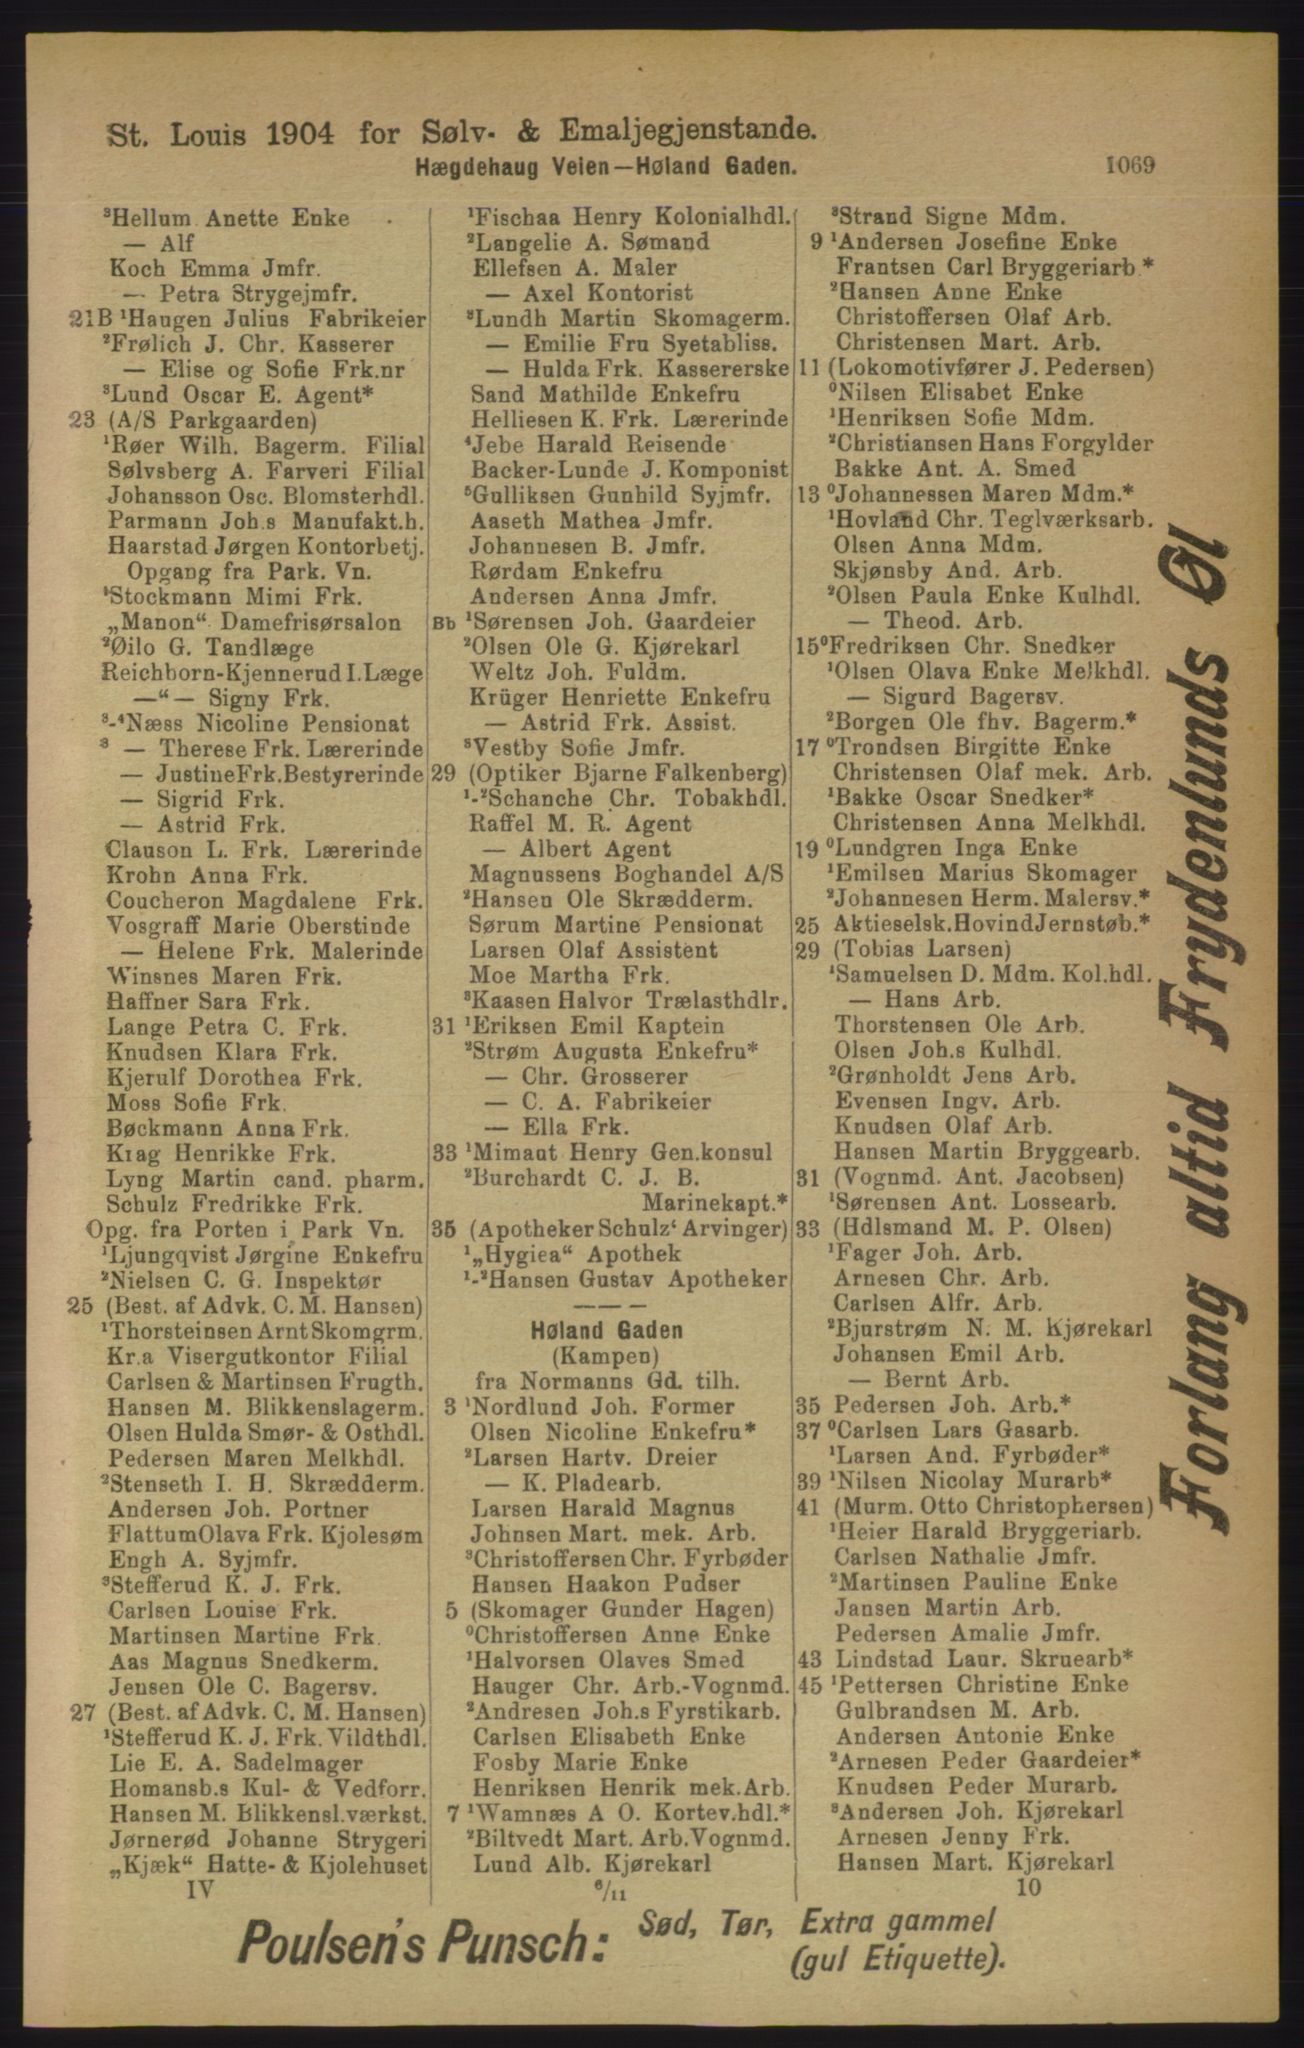 St. Louis 1904 for Sølv- & Emaljegjenstande.
Hægdehaug Veien—Høland Gaden.
1069
³Hellum Anette Enke
— Alf
Koch Emma Jmfr.
— Petra Strygejmfr.
21B ¹Haugen Julius Fabrikeier
²Frølich J. Chr. Kasserer
— Elise og Sofie Frk.nr
³Lund Oscar E. Agent*
23 (A/S Parkgaarden)
¹Røer Wilh. Bagerm. Filial
Sølvsberg A. Farveri Filial
Johansson Osc. Blomsterhdl.
Parmann Joh.s Manufakt.h.
Haarstad Jørgen Kontorbetj.
Opgang fra Park. Vn.
¹Stockmann Mimi Frk.
„Manon“ Damefrisørsalon
²Øilo G. Tandlæge
Reichborn-Kjennerud I. Læge
—“— Signy Frk.
³-⁴Næss Nicoline Pensionat
³ — Therese Frk. Lærerinde
— Justine Frk. Bestyrerinde
— Sigrid Frk.
— Astrid Frk.
Clauson L. Frk. Lærerinde
Krohn Anna Frk.
Coucheron Magdalene Frk.
Vosgraff Marie Oberstinde
— Helene Frk. Malerinde
Winsnes Maren Frk.
Haffner Sara Frk.
Lange Petra C. Frk.
Knudsen Klara Frk.
Kjerulf Dorothea Frk.
Moss Sofie Frk.
Bøckmann Anna Frk.
Krag Henrikke Frk.
Lyng Martin cand. pharm.
Schulz Fredrikke Frk.
Opg. fra Porten i Park Vn.
¹Ljungqvist Jørgine Enkefru
²Nielsen C. G. Inspektør
25 (Best. af Advk. C. M. Hansen)
¹Thorsteinsen Arnt Skomgrm.
Kr.a Visergutkontor Filial
Carlsen & Martinsen Frugth.
Hansen M. Blikkenslagerm.
Olsen Hulda Smør- & Osthdl.
Pedersen Maren Melkhdl.
²Stenseth I. H. Skrædderm.
Andersen Joh. Portner
Flattum Olava Frk. Kjolesøm
Engh A. Syjmfr.
³Stefferud K. J. Frk.
Carlsen Louise Frk.
Martinsen Martine Frk.
Aas Magnus Snedkerm.
Jensen Ole C. Bagersv.
27 (Best. af Advk. C. M. Hansen)
¹Stefferud K. J. Frk. Vildthdl.
Lie E. A. Sadelmager
Homansb.s Kul- & Vedforr.
Hansen M. Blikkensl.værkst.
Jørnerød Johanne Strygeri
„Kjæk“ Hatte- & Kjolehuset
IV
¹Fischaa Henry Kolonialhdl.
²Langelie A. Sømand
Ellefsen A. Maler
— Axel Kontorist
³Lundh Martin Skomagerm.
— Emilie Fru Syetabliss.
— Hulda Frk. Kassererske
Sand Mathilde Enkefru
Helliesen K. Frk. Lærerinde
⁴Jebe Harald Reisende
Backer-Lunde J. Komponist
⁵Gulliksen Gunhild Syjmfr.
Aaseth Mathea Jmfr.
Johannesen B. Jmfr.
Rørdam Enkefru
Andersen Anna Jmfr.
Bb ¹Sørensen Joh. Gaardeier
²Olsen Ole G. Kjørekarl
Weltz Joh. Fuldm.
Krüger Henriette Enkefru
— Astrid Frk. Assist.
³Vestby Sofie Jmfr.
29 (Optiker Bjarne Falkenberg)
¹-²Schanche Chr. Tobakhdl.
Raffel M. R. Agent
— Albert Agent
Magnussens Boghandel A/S
²Hansen Ole Skrædderm.
Sørum Martine Pensionat
Larsen Olaf Assistent
Moe Martha Frk.
³Kaasen Halvor Trælasthdlr.
31 ¹Eriksen Emil Kaptein
²Strøm Augusta Enkefru*
— Chr. Grosserer
— C. A. Fabrikeier
— Ella Frk.
33 ¹Mimaut Henry Gen.konsul
²Burchardt C. J. B.
Marinekapt.*
35 (Apotheker Schulz‘ Arvinger)
¹„Hygiea“ Apothek
¹-²Hansen Gustav Apotheker
— — —
Høland Gaden
(Kampen)
fra Normanns Gd. tilh.
3 ¹Nordlund Joh. Former
Olsen Nicoline Enkefru*
²Larsen Hartv. Dreier
— K. Pladearb.
Larsen Harald Magnus
Johnsen Mart. mek. Arb.
³Christoffersen Chr. Fyrbøder
Hansen Haakon Pudser
5 (Skomager Gunder Hagen)
⁰Christoffersen Anne Enke
¹Halvorsen Olaves Smed
Hauger Chr. Arb.-Vognmd.
²Andresen Joh.s Fyrstikarb.
Carlsen Elisabeth Enke
Fosby Marie Enke
Henriksen Henrik mek. Arb.
7 ¹Wamnæs A O. Kortev.hdl.*
²Biltvedt Mart. Arb. Vognmd.
Lund Alb. Kjørekarl
6/11
³Strand Signe Mdm.
9 ¹Andersen Josefine Enke
Frantsen Carl Bryggeriarb.*
²Hansen Anne Enke
Christoffersen Olaf Arb.
Christensen Mart. Arb.
11 (Lokomotivfører J. Pedersen)
⁰Nilsen Elisabet Enke
¹Henriksen Sofie Mdm.
²Christiansen Hans Forgylder
Bakke Ant. A. Smed
13 ⁰Johannessen Maren Mdm.*
¹Hovland Chr. Teglværksarb.
Olsen Anna Mdm.
Skjønsby And. Arb.
²Olsen Paula Enke Kulhdl.
— Theod. Arb.
15 ⁰Fredriksen Chr. Snedker
¹Olsen Olava Enke Melkhdl.
— Sigurd Bagersv.
²Borgen Ole fhv. Bagerm.*
17 ⁰Trondsen Birgitte Enke
Christensen Olaf mek. Arb.
¹Bakke Oscar Snedker*
Christensen Anna Melkhdl.
19 ⁰Lundgren Inga Enke
¹Emilsen Marius Skomager
²Johannesen Herm. Malersv.*
25 Aktieselsk. Hovind Jernstøb.*
29 (Tobias Larsen)
¹Samuelsen D. Mdm. Kol.hdl.
— Hans Arb.
Thorstensen Ole Arb.
Olsen Joh.s Kulhdl.
²Grønholdt Jens Arb.
Evensen Ingv. Arb.
Knudsen Olaf Arb.
Hansen Martin Bryggearb.
31 (Vognmd. Ant. Jacobsen)
¹Sørensen Ant. Lossearb.
33 (Hdlsmand M. P. Olsen)
¹Fager Joh. Arb.
Arnesen Chr. Arb.
Carlsen Alfr. Arb.
²Bjurstrøm N. M. Kjørekarl
Johansen Emil Arb.
— Bernt Arb.
35 Pedersen Joh. Arb.*
37 ⁰Carlsen Lars Gasarb.
¹Larsen And. Fyrbøder*
39 ¹Nilsen Nicolay Murarb*
41 (Murm. Otto Christophersen)
¹Heier Harald Bryggeriarb.
Carlsen Nathalie Jmfr.
²Martinsen Pauline Enke
Jansen Martin Arb.
Pedersen Amalie Jmfr.
43 Lindstad Laur. Skruearb*
45 ¹Pettersen Christine Enke
Gulbrandsen M. Arb.
Andersen Antonie Enke
²Arnesen Peder Gaardeier*
Knudsen Peder Murarb.
³Andersen Joh. Kjørekarl
Arnesen Jenny Frk.
Hansen Mart. Kjørekarl
10
Forlang altid Frydenlunds Øl
Poulsen's Punsch: Sød, Tør, Extra gammel
(gul Etiquette).